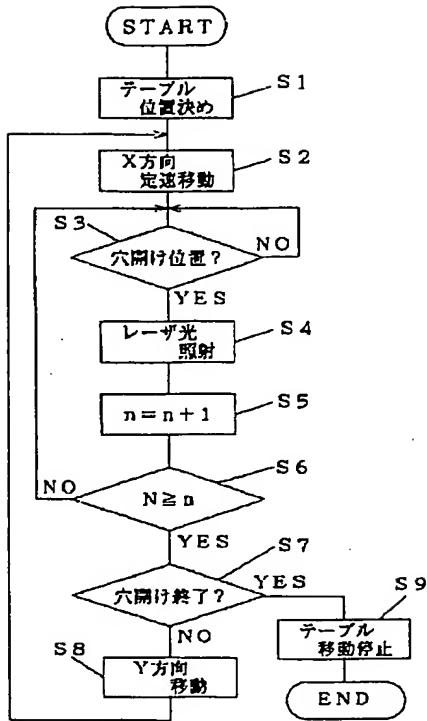 START
テーブル
位置決め
S1
X方向
定速移動
S2
S3
穴開け位置?
NO
YES
レーザ光
照射
S4
n=n+1
S5
S6
NO
N≧n
YES
S7
穴開け終了?
YES
S9
NO
テーブル
移動停止
S8
Y方向
移動
END